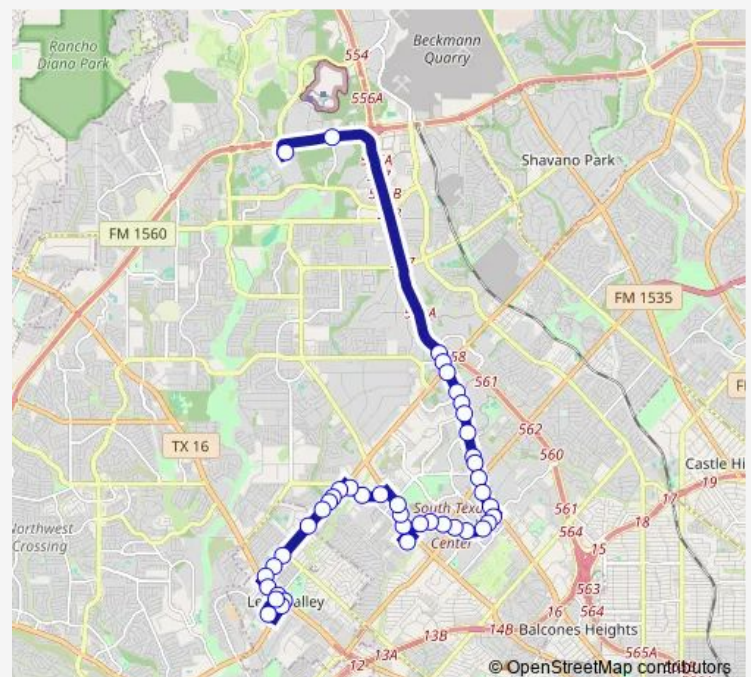 Rancho
Diana Park
554
Beckmann
Quarry
556A
Shavano Park
FM 1560
FM 1535
58
561
562
560
TX 16
Castle Hi
19
17
18
561
564
15
563
564
16
South Tex
Center
Northwest
Crossing
Balcones Heights
14B
13B
13A
12
565A
© OpenStreetMap contributors